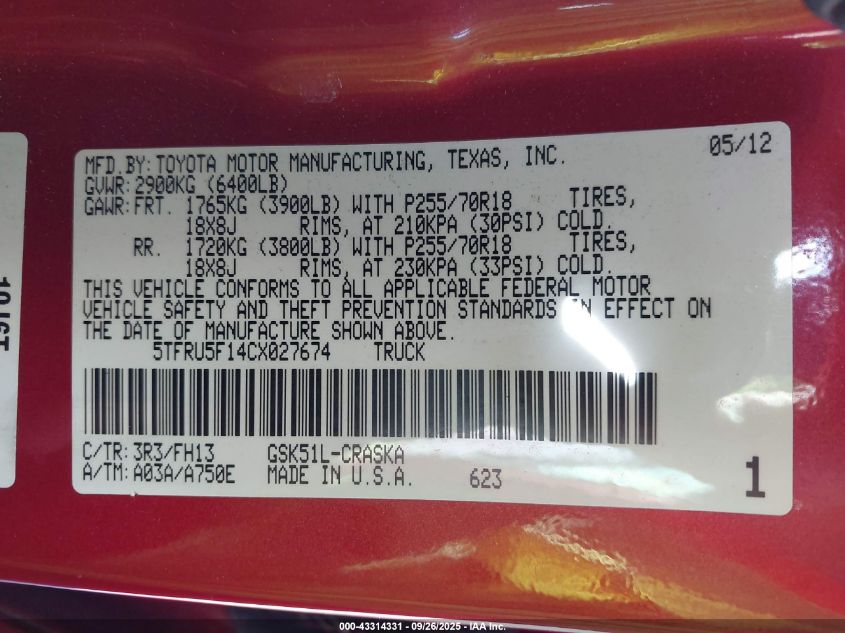 MFD.BY:TOYOTA MOTOR MANUFACTURING, TEXAS, INC. 05/12
GVWR:2900KG (6400LB)
GAWR:FRT. 1765KG (3900LB) WITH P255/70R18 TIRES,
18X8J RIMS, AT 210KPA (30PSI) COLD.
RR. 1720KG (3800LB) WITH P255/70R18 TIRES,
18X8J RIMS, AT 230KPA (33PSI) COLD.
THIS VEHICLE CONFORMS TO ALL APPLICABLE FEDERAL MOTOR
VEHICLE SAFETY AND THEFT PREVENTION STANDARDS IN EFFECT ON
THE DATE OF MANUFACTURE SHOWN ABOVE.
5TFRU5F14CX027674 TRUCK
C/TR:3R3/FH13 GSK51L-CRASKA
A/TM:A03A/A750E MADE IN U.S.A. 623 1
000-43314331 - 09/26/2025 - IAA Inc.